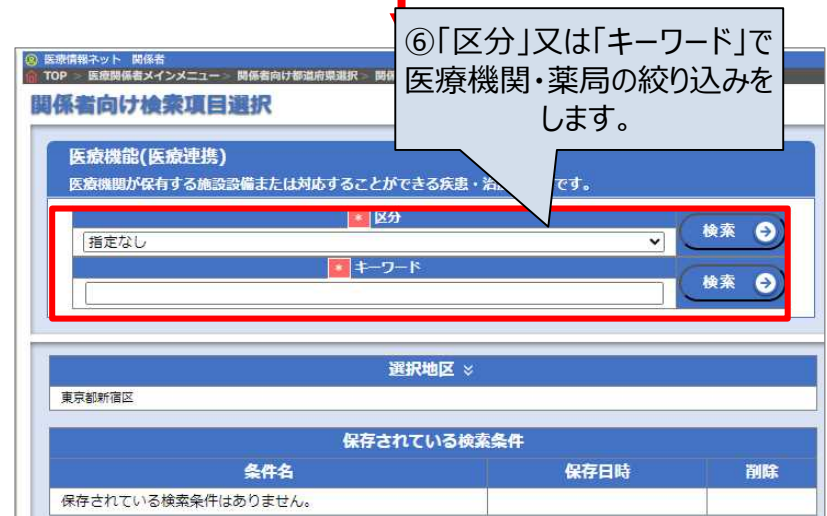 ⑥「区分」又は「キーワード」で
医療機関・薬局の絞り込みを
します。
医療情報ネット 関係者
TOP > 医療関係者メインメニュー > 関係者向け都道府県選択 > 関係
関係者向け検索項目選択
医療機能(医療連携)
医療機関が保有する施設設備または対応することができる疾患・治 です。
* 区分
指定なし
検索
* キーワード
検索
選択地区
東京都新宿区
保存されている検索条件
条件名 保存日時 削除
保存されている検索条件はありません。